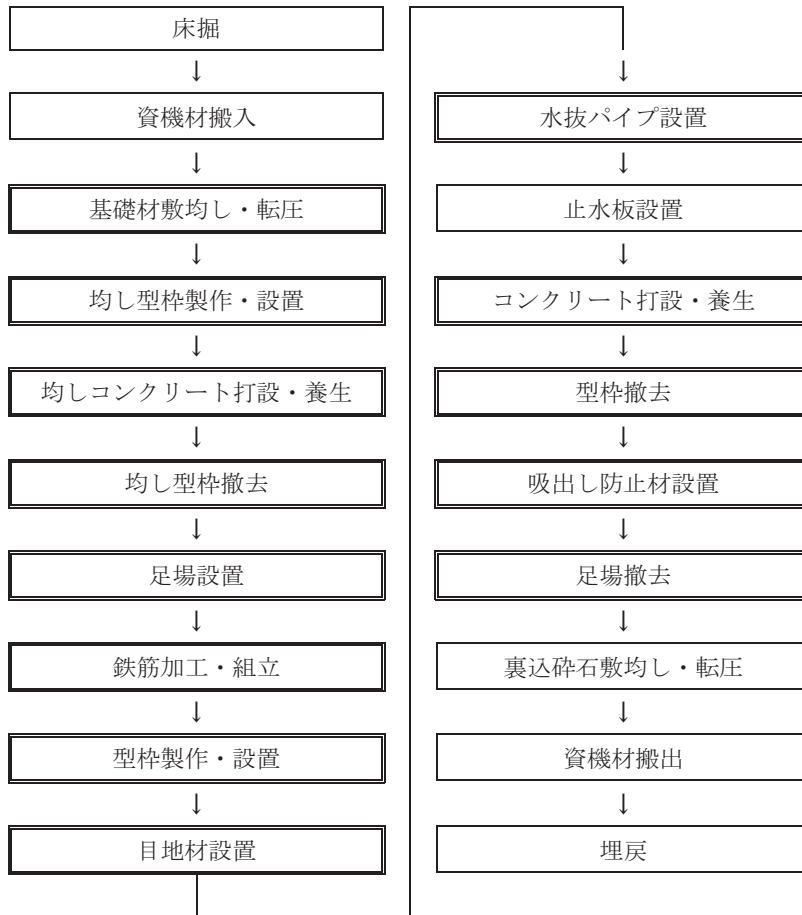 床掘
↓
資機材搬入
↓
基礎材敷均し・転圧
↓
均し型枠製作・設置
↓
均しコンクリート打設・養生
↓
均し型枠撤去
↓
足場設置
↓
鉄筋加工・組立
↓
型枠製作・設置
↓
目地材設置
↓
水抜パイプ設置
↓
止水板設置
↓
コンクリート打設・養生
↓
型枠撤去
↓
吸出し防止材設置
↓
足場撤去
↓
裏込砕石敷均し・転圧
↓
資機材搬出
↓
埋戻